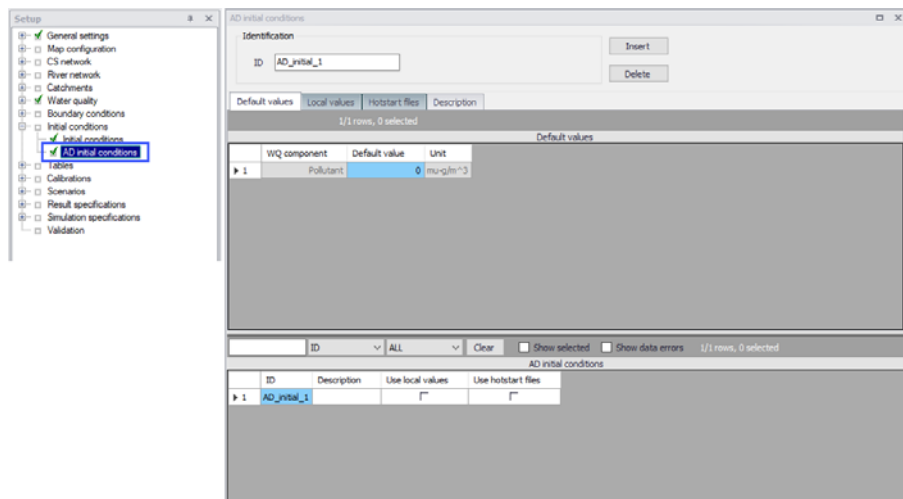 Setup
General settings
Map configuration
CS network
River network
Catchments
Water quality
Boundary conditions
Initial conditions
Initial conditions
AD initial conditions
Tables
Calibrations
Scenarios
Result specifications
Simulation specifications
Validation
AD initial conditions
Identification
ID AD_initial_1
Insert
Delete
Default values Local values Hotstart files Description
1/1 rows, 0 selected
Default values
WQ component Default value Unit
1 Pollutant 0 mu-g/m^3
ID ALL Clear Show selected Show data errors 1/1 rows, 0 selected
AD initial conditions
ID Description Use local values Use hotstart files
1 AD_initial_1